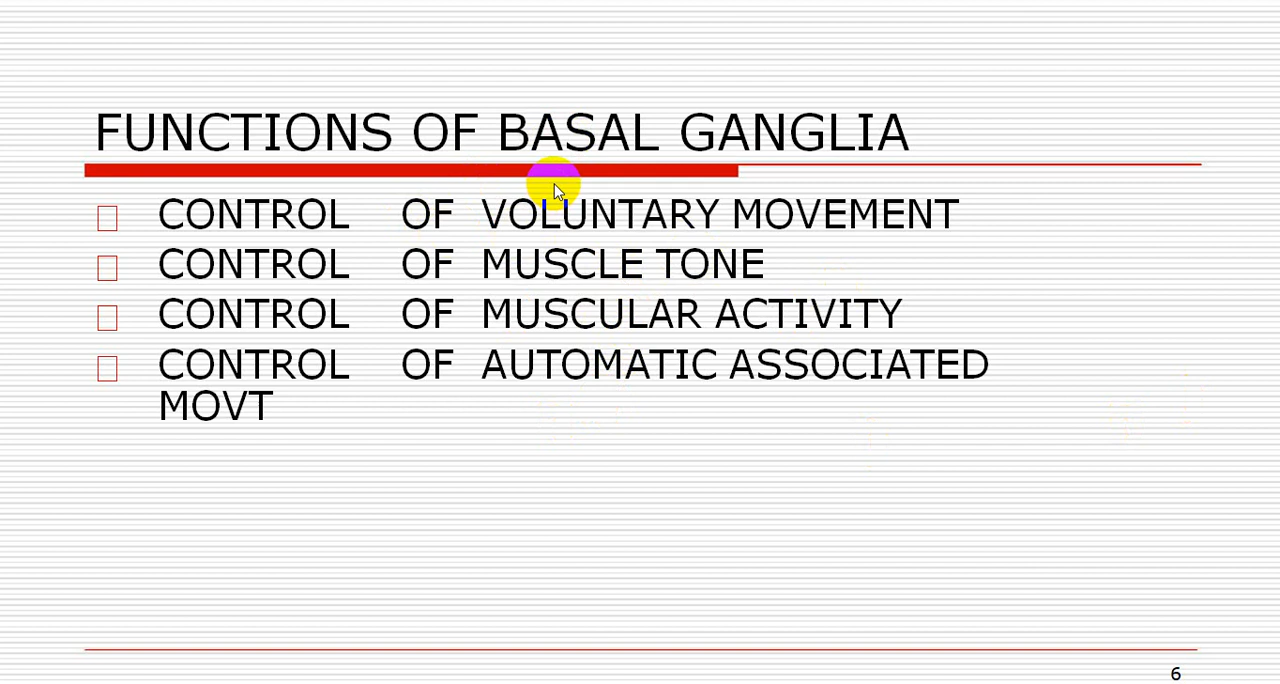 FUNCTIONS OF BASAL GANGLIA
CONTROL OF VOLUNTARY MOVEMENT
CONTROL OF MUSCLE TONE
CONTROL OF MUSCULAR ACTIVITY
CONTROL OF AUTOMATIC ASSOCIATED
MOVT
6